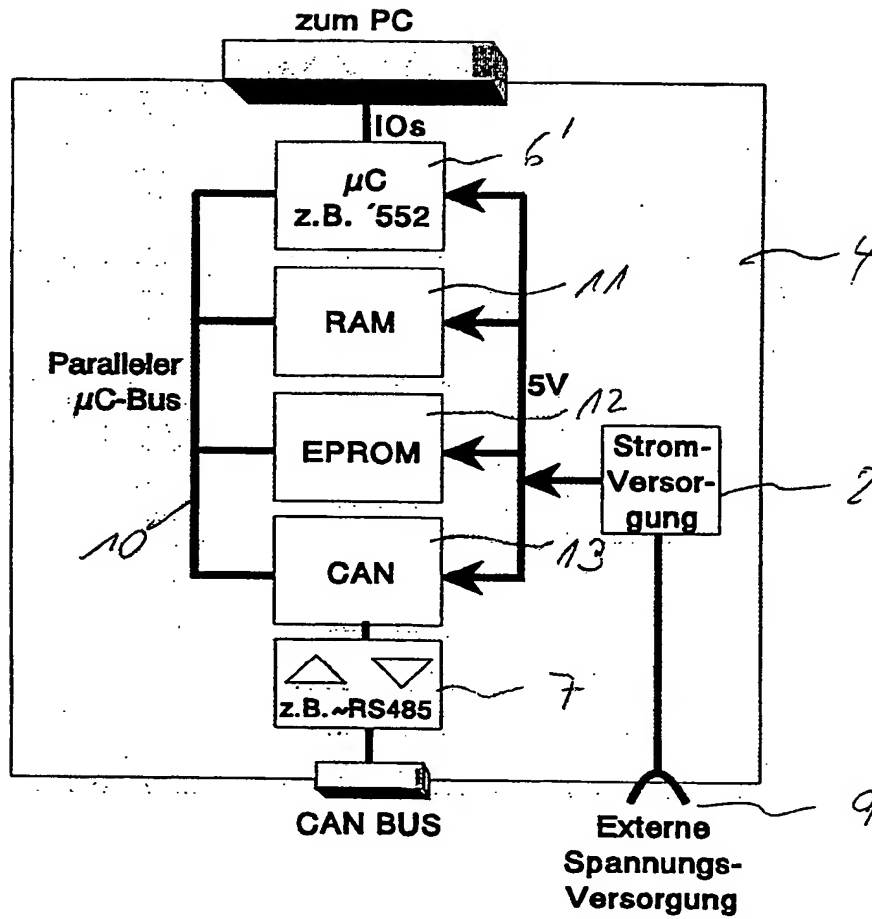 zum PC
IOs
6'
µC
z.B. ´552
4
11
RAM
Paralleler
µC-Bus
5V
12
EPROM
Strom-
Versor-
gung
2
10
13
CAN
7
z.B.~RS485
CAN BUS
9
Externe
Spannungs-
Versorgung